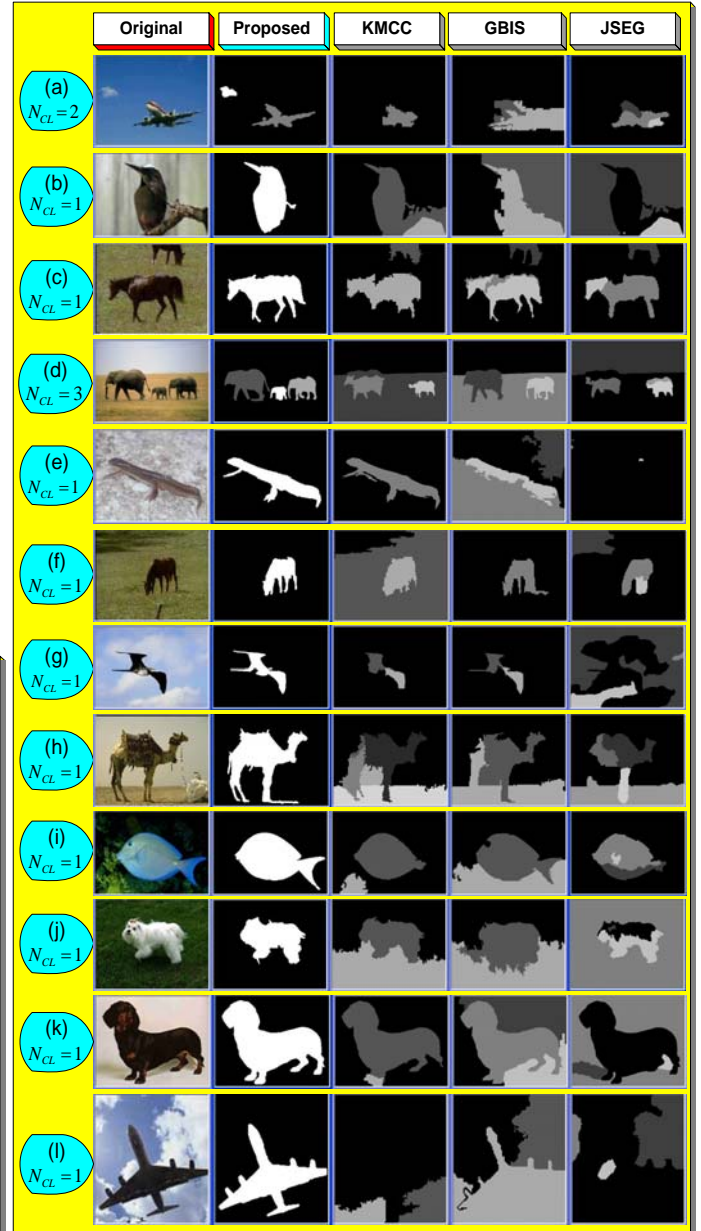 Original Proposed KMCC GBIS JSEG
(a)
N_CL = 2
(b)
N_CL = 1
(c)
N_CL = 1
(d)
N_CL = 3
(e)
N_CL = 1
(f)
N_CL = 1
(g)
N_CL = 1
(h)
N_CL = 1
(i)
N_CL = 1
(j)
N_CL = 1
(k)
N_CL = 1
(l)
N_CL = 1